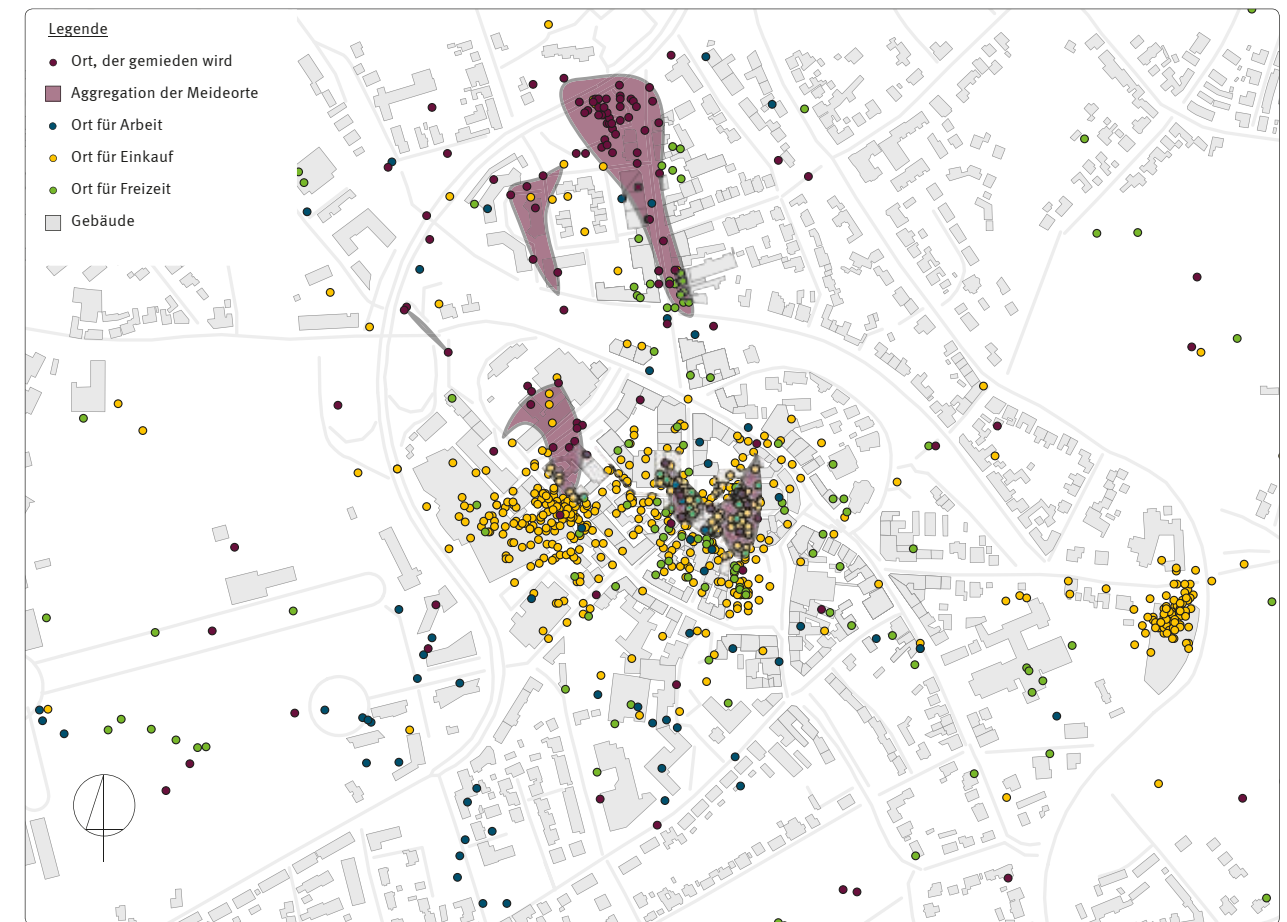 Legende
Ort, der gemieden wird
Aggregation der Meideorte
Ort für Arbeit
Ort für Einkauf
Ort für Freizeit
Gebäude